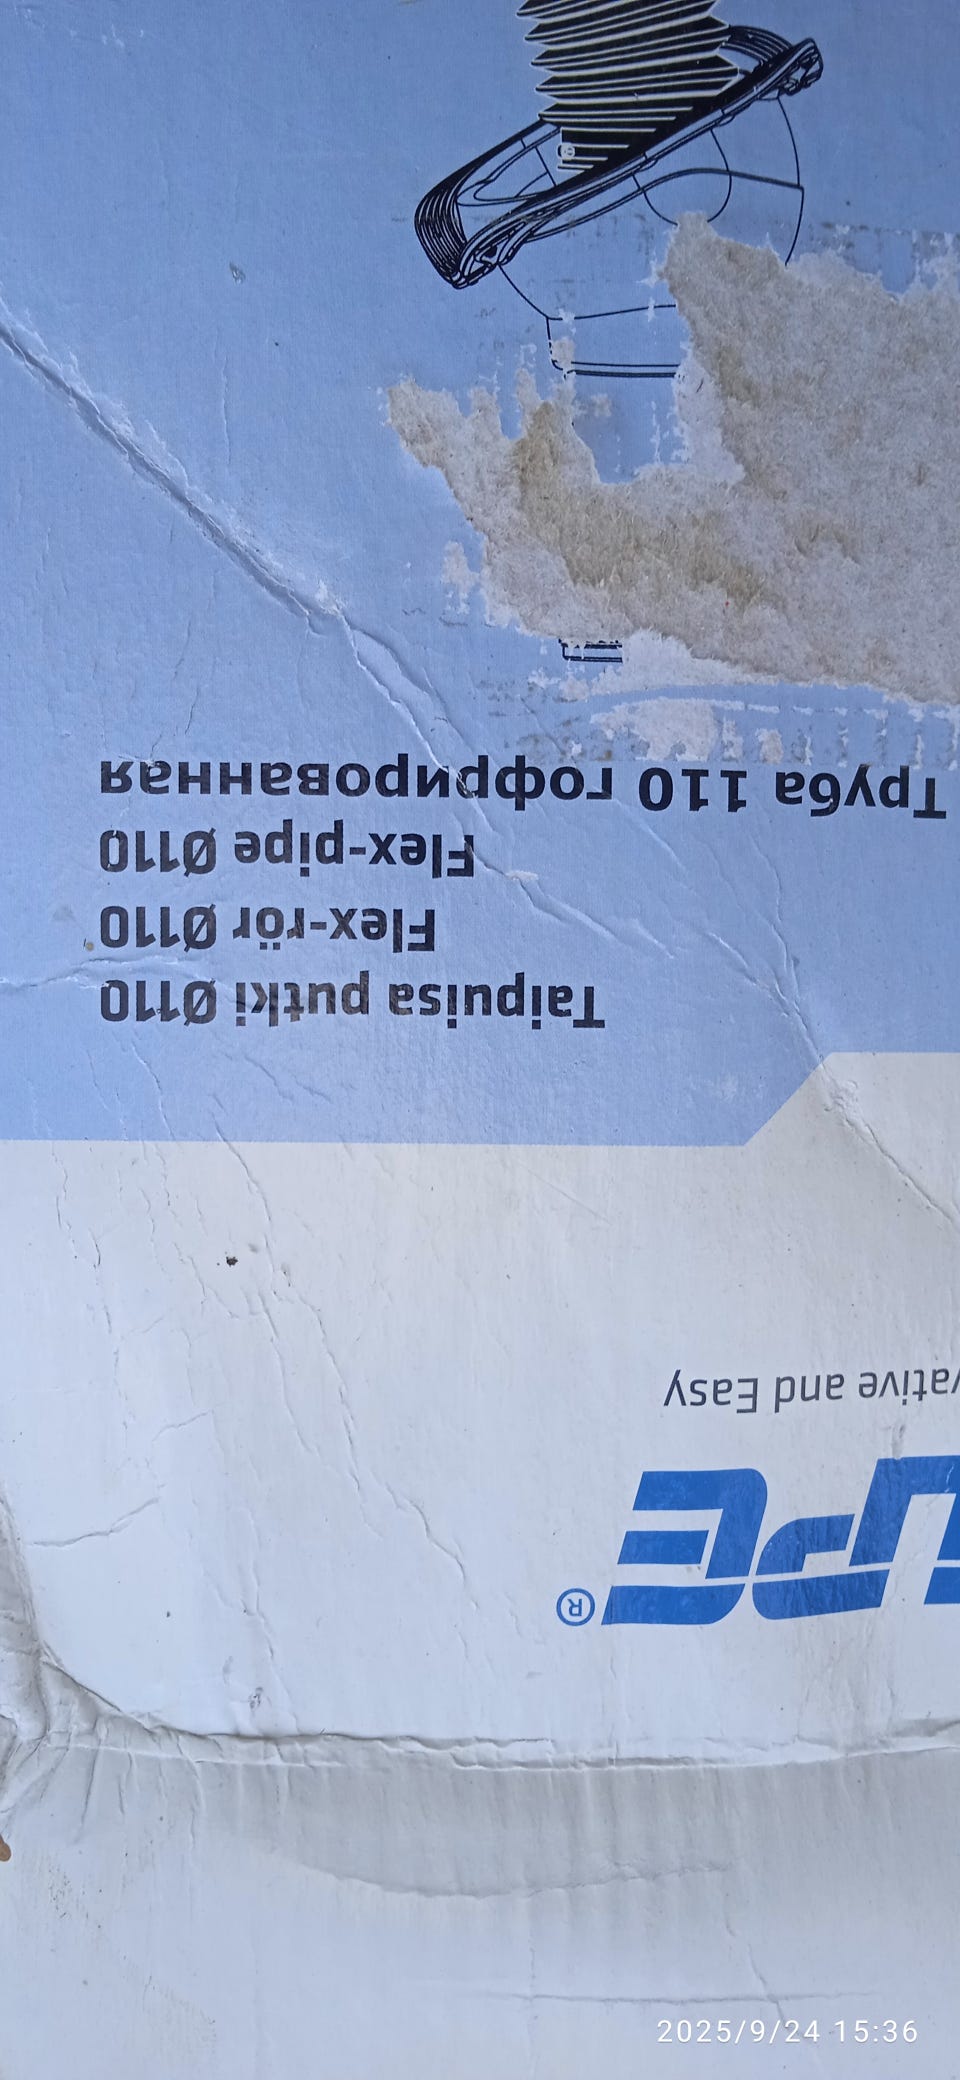 UPE®
vative and Easy
Taipuisa putki Ø110
Flex-rör Ø110
Flex-pipe Ø110
Труба 110 гофрированная
2025/9/24 15:36